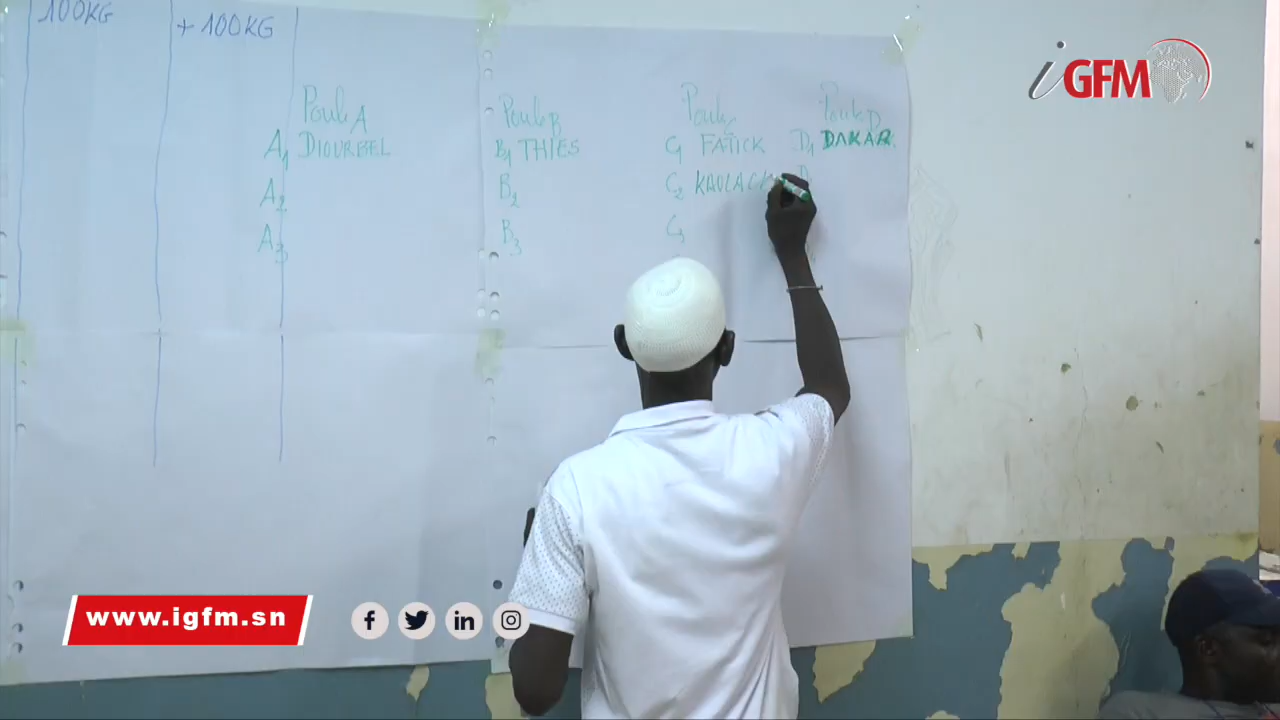 100KG
+ 100KG
iGFM
Poule A
Poule B
Poule
Poule D
A1 DIOURBEL
B1 THIES
C1 FATICK
D1 DAKAR
A2
B2
C2 KAOLACK
D
A3
B3
C3
www.igfm.sn